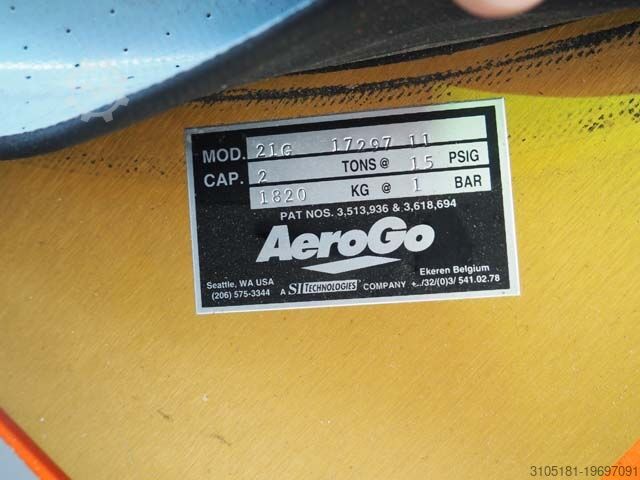 MOD. 21G 17297 11
CAP. 2 TONS @ 15 PSIG
1820 KG @ 1 BAR
PAT NOS. 3,513,936 & 3,618,694
AeroGo
Seattle, WA USA
(206) 575-3344
A SI TECHNOLOGIES COMPANY
Ekeren Belgium
/32/(0)3/ 541.02.78
3105181-19697091